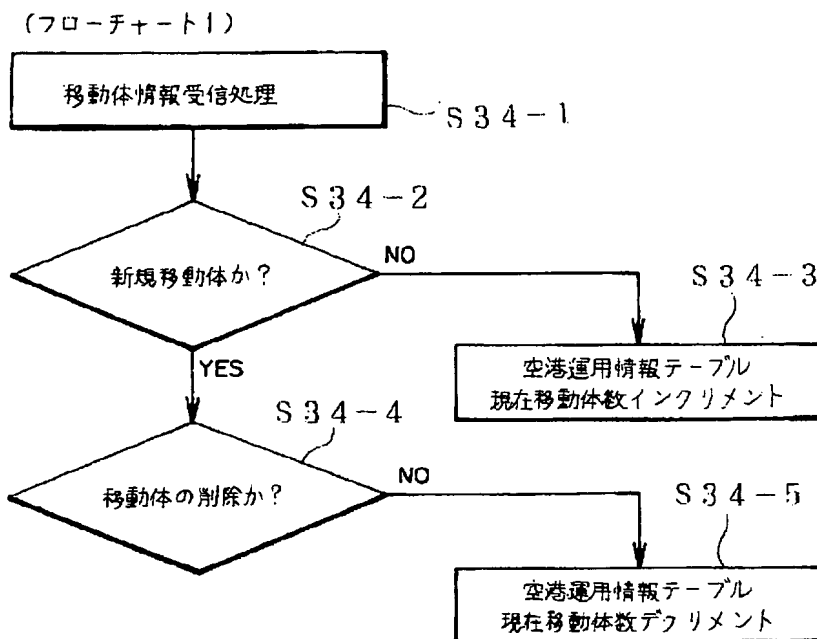 (フローチャート1)
移動体情報受信処理
S34-1
S34-2
新規移動体か?
NO
S34-3
空港運用情報テーブル
現在移動体数インクリメント
YES
S34-4
移動体の削除か?
NO
S34-5
空港運用情報テーブル
現在移動体数デクリメント